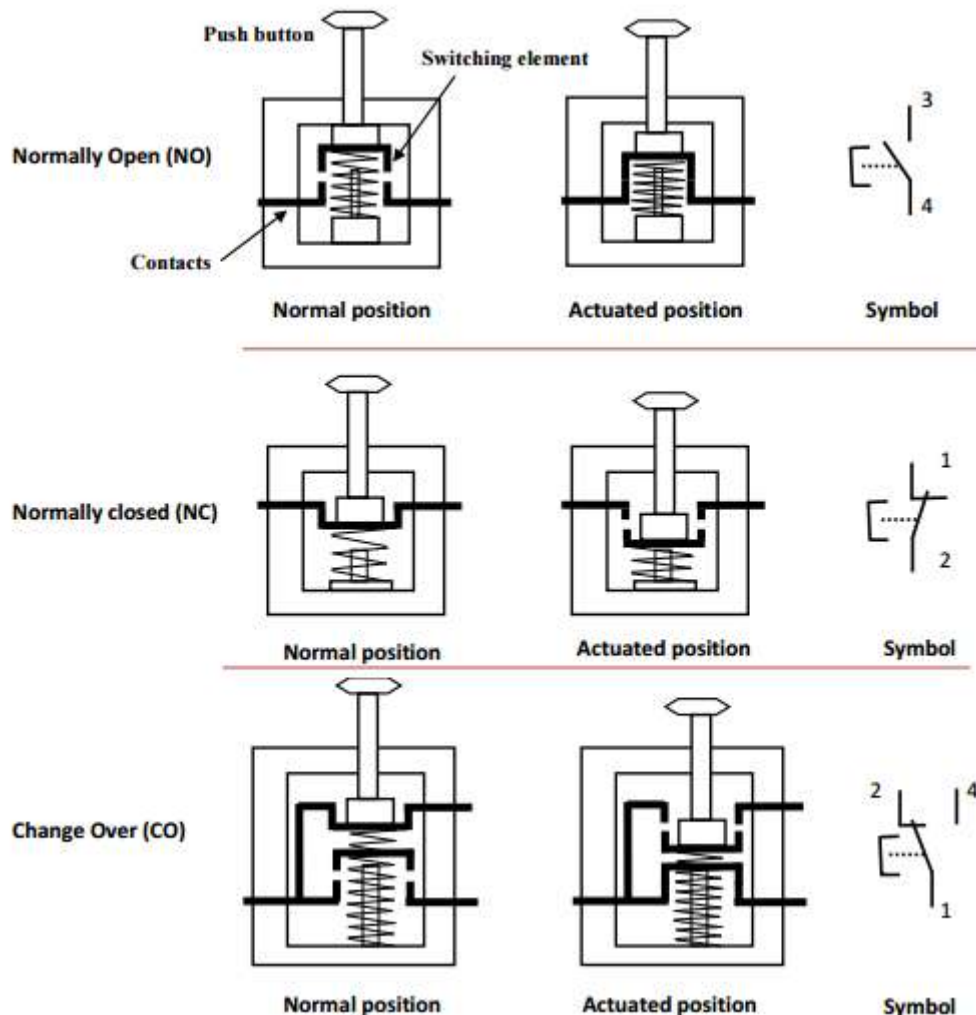 Push button
Switching element
3
Normally Open (NO)
4
Contacts
Normal position Actuated position Symbol
1
Normally closed (NC)
2
Normal position Actuated position Symbol
2 4
Change Over (CO)
1
Normal position Actuated position Symbol